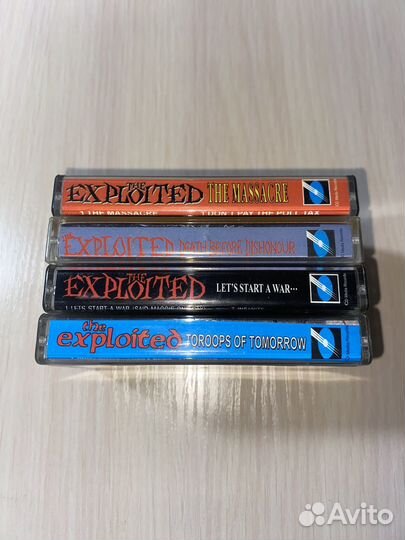 THE EXPLOITED THE MASSACRE
1 THE MASSACRE 1 DON'T PAY THE POLL TAX
EXPLOITED DEATH BEFORE DISHONOUR
THE EXPLOITED LET'S START A WAR...
the exploited TOROOPS OF TOMORROW
Avito